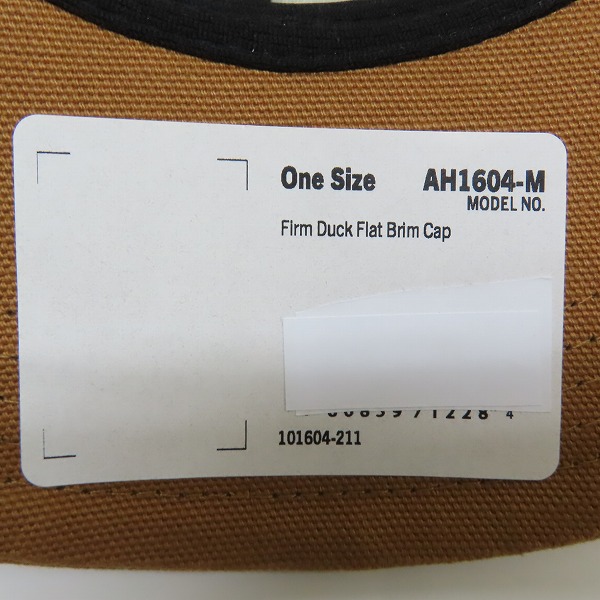 One Size AH1604-M
MODEL NO.
Firm Duck Flat Brim Cap
101604-211